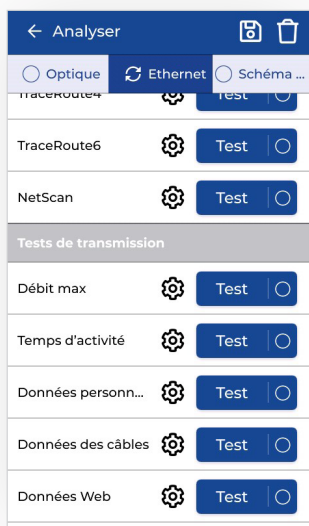 Analyser
Optique
Ethernet
Schéma ...
TraceRoute4
Test
TraceRoute6
Test
NetScan
Test
Tests de transmission
Débit max
Test
Temps d'activité
Test
Données personn...
Test
Données des câbles
Test
Données Web
Test